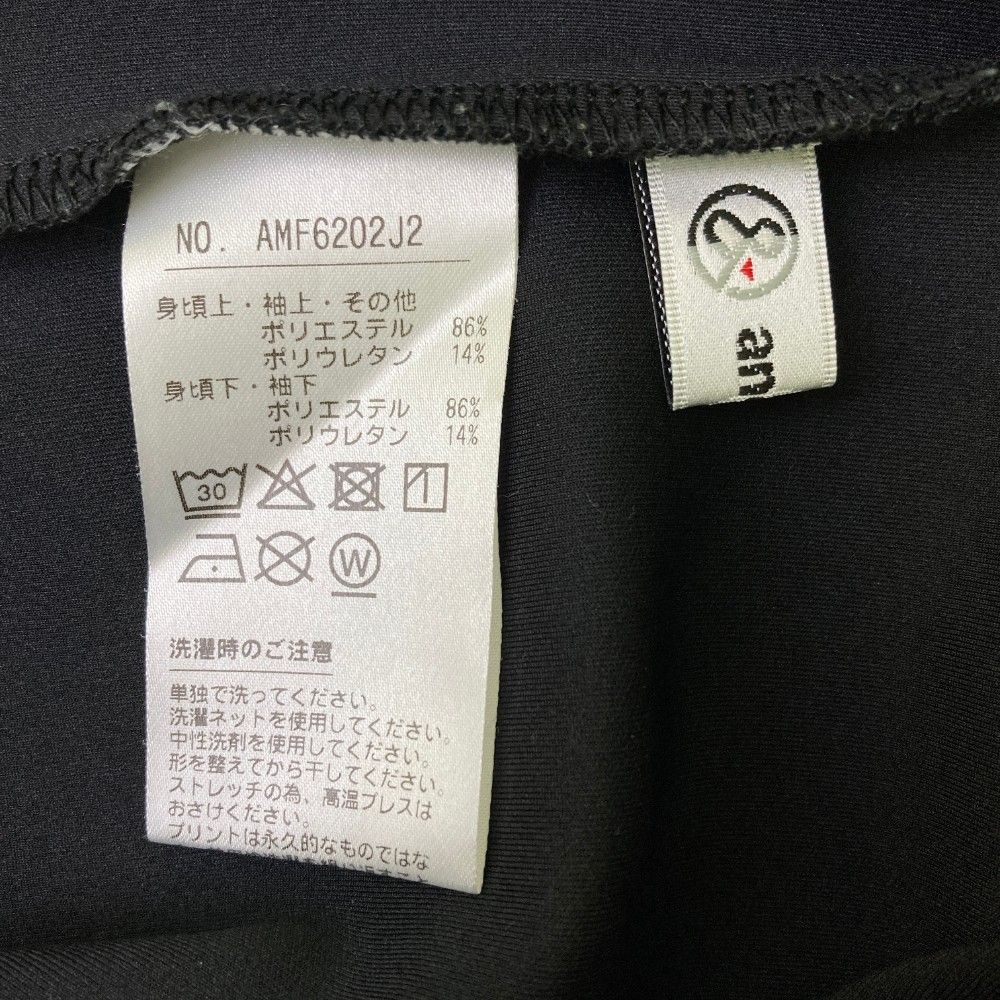 NO. AMF6202J2
身頃上・袖上・その他
ポリエステル 86%
ポリウレタン 14%
身頃下・袖下
ポリエステル 86%
ポリウレタン 14%
30
W
洗濯時のご注意
単独で洗ってください。
洗濯ネットを使用してください。
中性洗剤を使用してください。
形を整えてから干してください。
ストレッチの為、高温プレスは
おさけください。
プリントは永久的なものではな
an